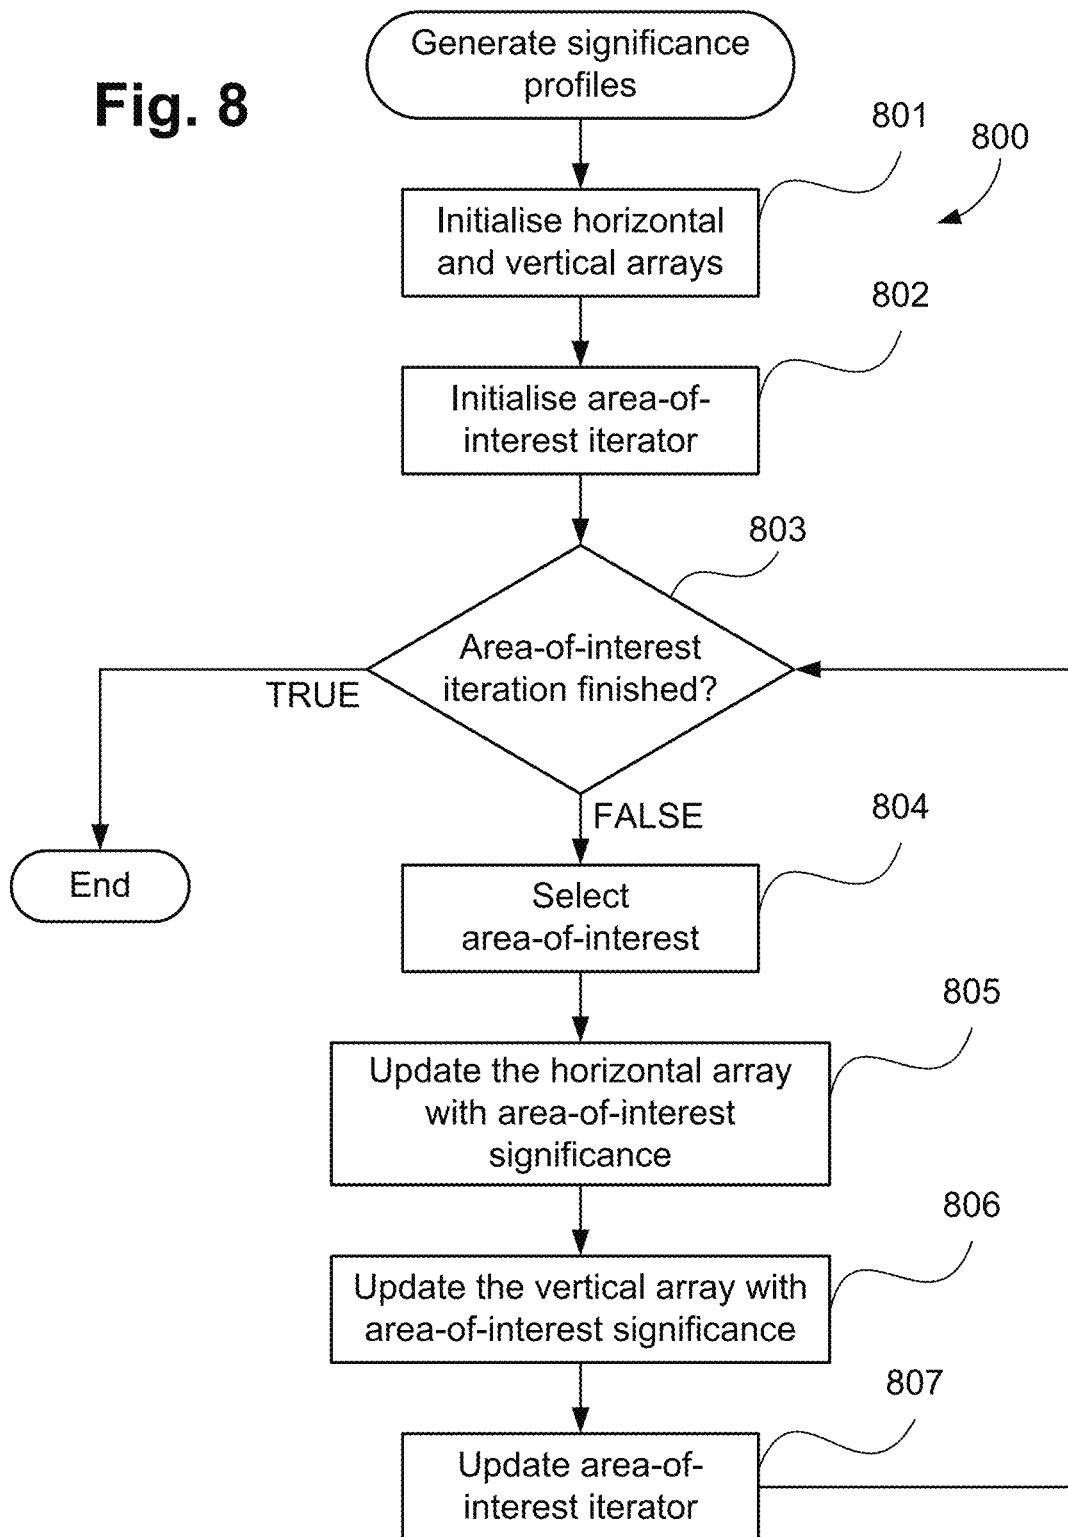 Fig. 8
Generate significance
profiles
801
800
Initialise horizontal
and vertical arrays
802
Initialise area-of-
interest iterator
803
Area-of-interest
iteration finished?
TRUE
FALSE
End
804
Select
area-of-interest
805
Update the horizontal array
with area-of-interest
significance
806
Update the vertical array with
area-of-interest significance
807
Update area-of-
interest iterator